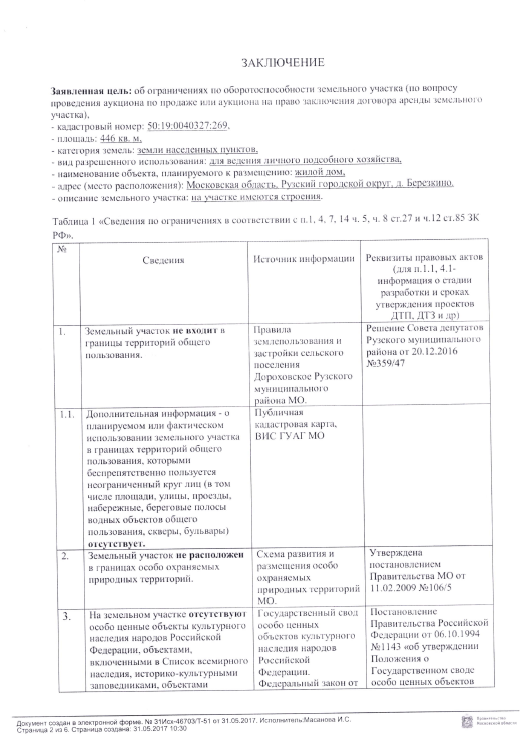 ЗАКЛЮЧЕНИЕ
Заявленная цель: об ограничениях по оборотоспособности земельного участка (по вопросу
проведения аукциона по продаже или аукциона на право заключения договора аренды земельного
участка),
- кадастровый номер: 50:19:0040327:269,
- площадь: 446 кв. м,
- категория земель: земли населенных пунктов,
- вид разрешенного использования: для ведения личного подсобного хозяйства,
- наименование объекта, планируемого к размещению: жилой дом,
- адрес (место расположения): Московская область, Рузский городской округ, д. Березкино.
- описание земельного участка: на участке имеются строения.
Таблица 1 «Сведения по ограничениях в соответствии с п.1, 4, 7, 14 ч. 5, ч. 8 ст.27 и ч.12 ст.85 ЗК
РФ».
№
Сведения
Источник информации
Реквизиты правовых актов
(для п.1.1, 4.1-
информация о стадии
разработки и сроках
утверждения проектов
ДТП, ДТЗ и др)
1.
Земельный участок не входит в
границы территорий общего
пользования.
Правила
землепользования и
застройки сельского
поселения
Дороховское Рузского
муниципального
района МО.
Решение Совета депутатов
Рузского муниципального
района от 20.12.2016
№359/47
1.1.
Дополнительная информация - о
планируемом или фактическом
использовании земельного участка
в границах территорий общего
пользования, которыми
беспрепятственно пользуется
неограниченный круг лиц (в том
числе площади, улицы, проезды,
набережные, береговые полосы
водных объектов общего
пользования, скверы, бульвары)
отсутствует.
Публичная
кадастровая карта,
ВИС ГУАГ МО
2.
Земельный участок не расположен
в границах особо охраняемых
природных территорий.
Схема развития и
размещения особо
охраняемых
природных территорий
МО.
Утверждена
постановлением
Правительства МО от
11.02.2009 №106/5
3.
На земельном участке отсутствуют
особо ценные объекты культурного
наследия народов Российской
Федерации, объектами,
включенными в Список всемирного
наследия, историко-культурными
заповедниками, объектами
Государственный свод
особо ценных
объектов культурного
наследия народов
Российской
Федерации.
Федеральный закон от
Постановление
Правительства Российской
Федерации от 06.10.1994
№1143 «об утверждении
Положения о
Государственном своде
особо ценных объектов
Документ создан в электронной форме. № 31Исх-46703/Т-51 от 31.05.2017. Исполнитель:Масалова И.С.
Страница 2 из 6. Страница создана: 31.05.2017 10:30
Правительство
Московской области